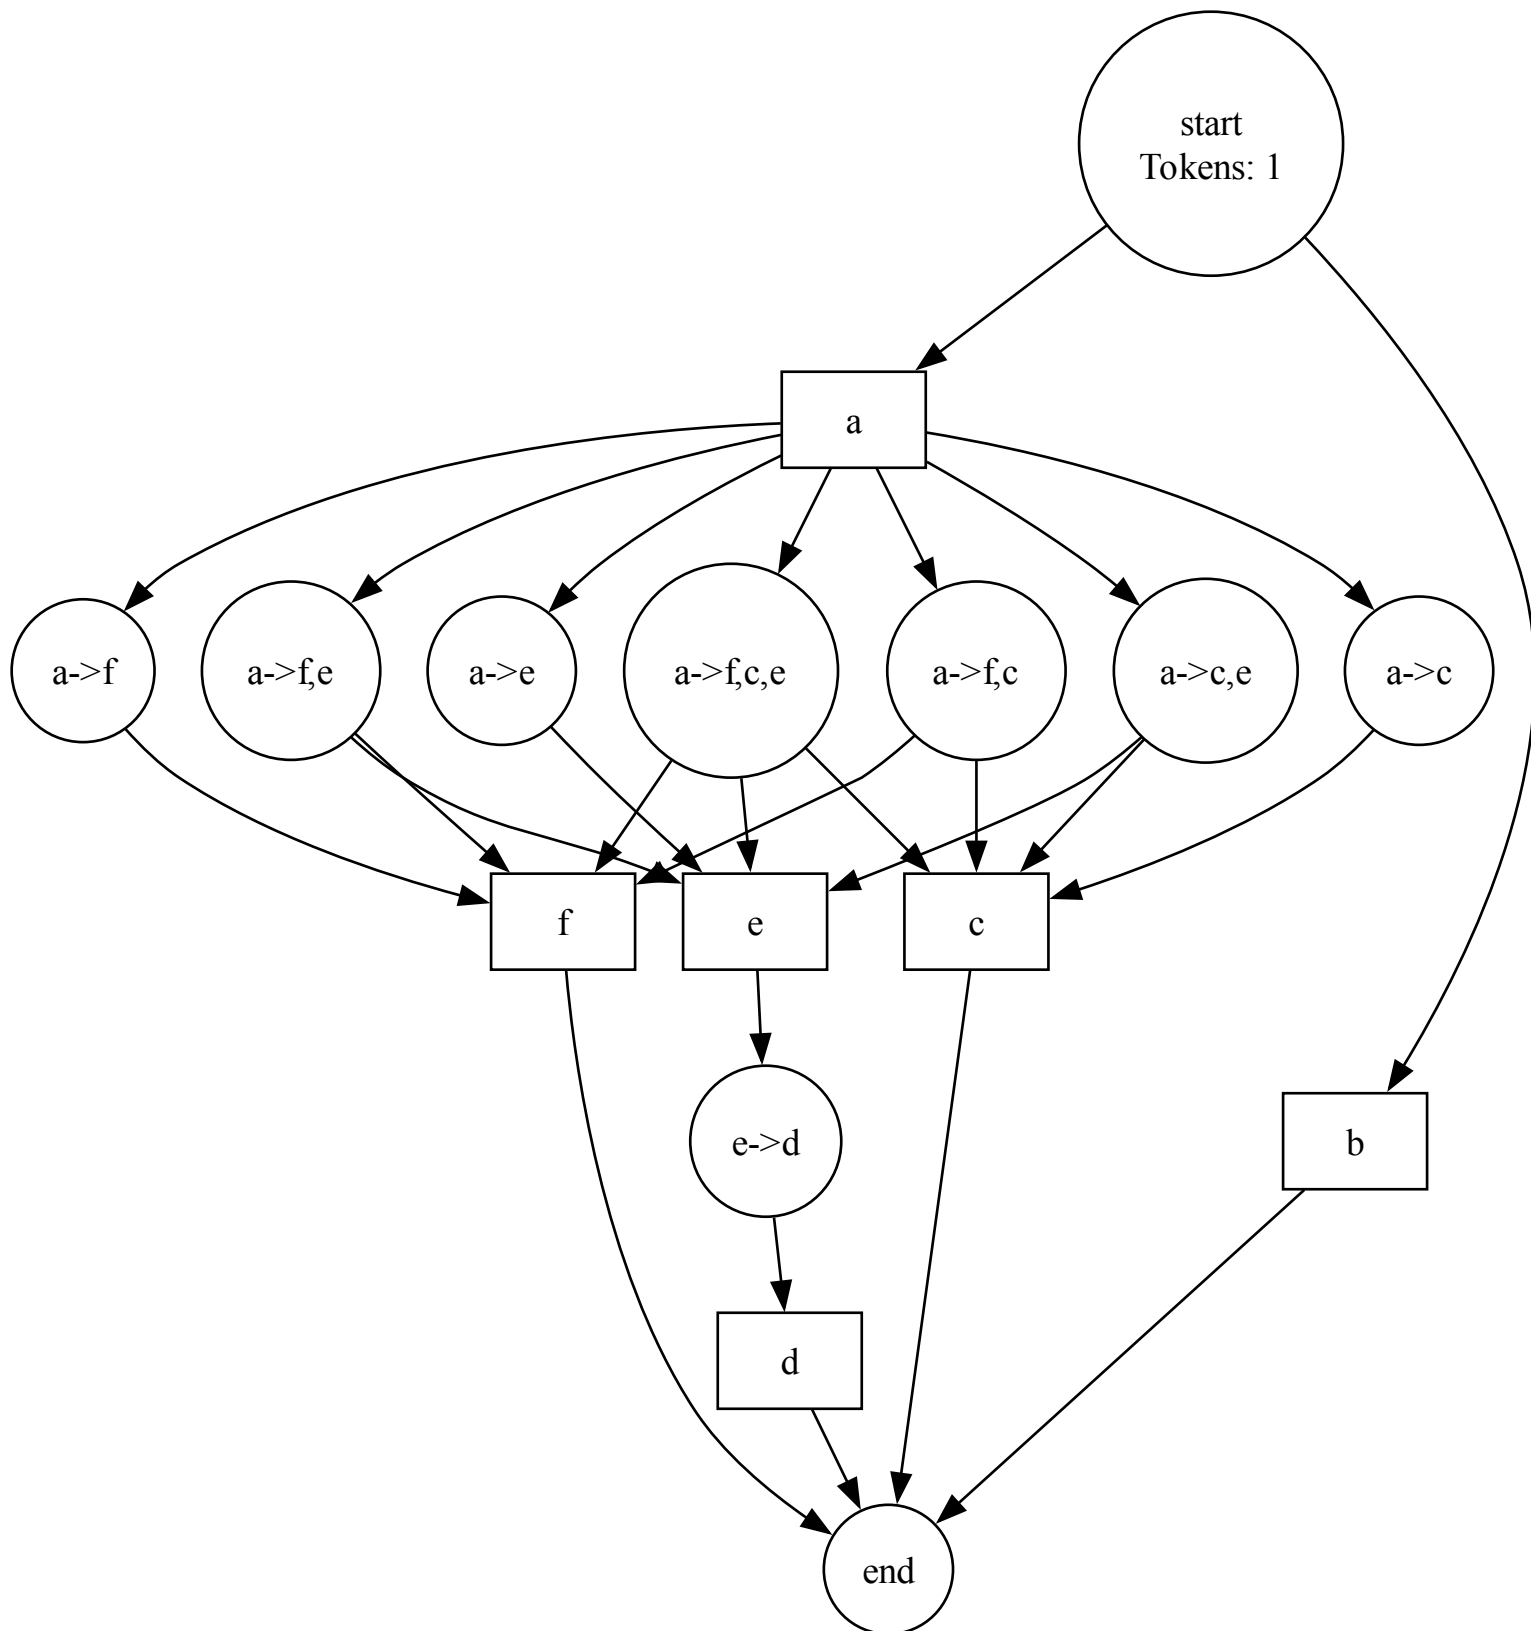 start
Tokens: 1
a
a->f
a->f,e
a->e
a->f,c,e
a->f,c
a->c,e
a->c
f
e
c
e->d
b
d
end